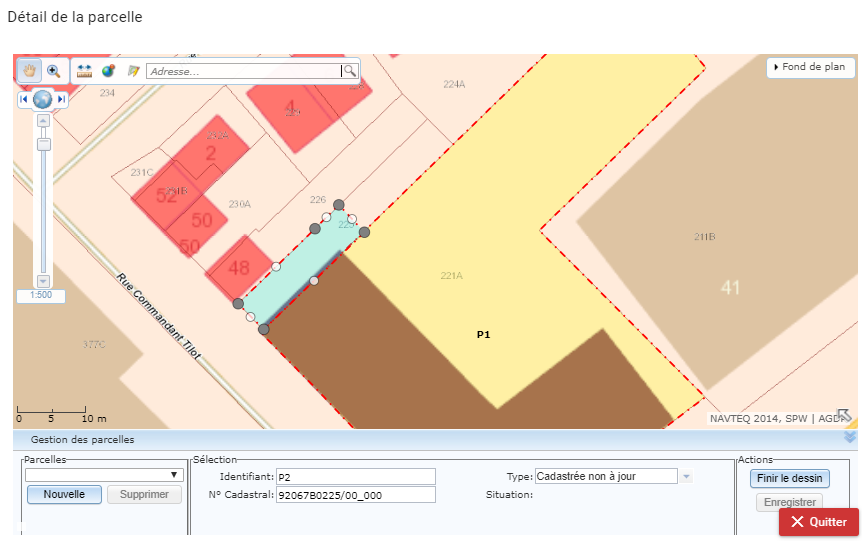 Détail de la parcelle
Adresse...
Fond de plan
234
224A
4
2
231C
52
50
50
230A
226
225
48
211B
41
221A
P1
377C
Rue Commandant Tilot
1:500
0 5 10 m
NAVTEQ 2014, SPW | AGDP
Gestion des parcelles
Parcelles
Sélection
Actions
Identifiant: P2
Type: Cadastrée non à jour
Finir le dessin
Nouvelle
Supprimer
N° Cadastral: 92067B0225/00_000
Situation:
Enregistrer
Quitter